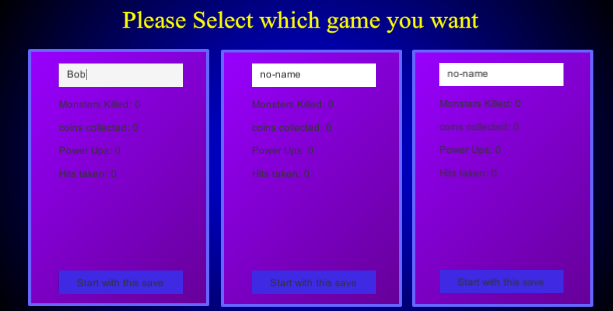 Please Select which game you want
Bob
Monsters Killed: 0
coins collected: 0
Power Ups: 0
Hits taken: 0
Start with this save
no-name
Monsters Killed: 0
coins collected: 0
Power Ups: 0
Hits taken: 0
Start with this save
no-name
Monsters Killed: 0
coins collected: 0
Power Ups: 0
Hits taken: 0
Start with this save